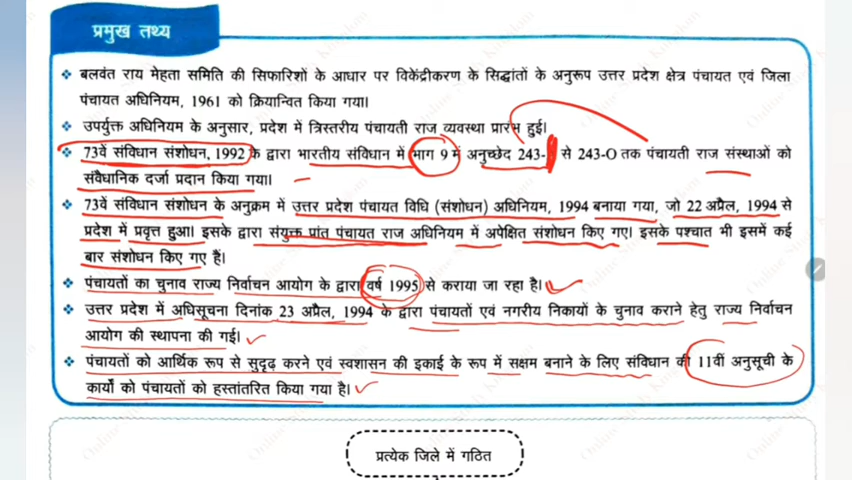 प्रमुख तथ्य
❖ बलवंत राय मेहता समिति की सिफारिशों के आधार पर विकेंद्रीकरण के सिद्धांतों के अनुरूप उत्तर प्रदेश क्षेत्र पंचायत एवं जिला
पंचायत अधिनियम, 1961 को क्रियान्वित किया गया।
❖ उपर्युक्त अधिनियम के अनुसार, प्रदेश में त्रिस्तरीय पंचायती राज व्यवस्था प्रारंभ हुई।
❖ 73वें संविधान संशोधन, 1992 के द्वारा भारतीय संविधान में भाग 9 में अनुच्छेद 243- से 243-O तक पंचायती राज संस्थाओं को
संवैधानिक दर्जा प्रदान किया गया।
❖ 73वें संविधान संशोधन के अनुक्रम में उत्तर प्रदेश पंचायत विधि (संशोधन) अधिनियम, 1994 बनाया गया, जो 22 अप्रैल, 1994 से
प्रदेश में प्रवृत्त हुआ। इसके द्वारा संयुक्त प्रांत पंचायत राज अधिनियम में अपेक्षित संशोधन किए गए। इसके पश्चात भी इसमें कई
बार संशोधन किए गए हैं।
❖ पंचायतों का चुनाव राज्य निर्वाचन आयोग के द्वारा वर्ष 1995 से कराया जा रहा है।
❖ उत्तर प्रदेश में अधिसूचना दिनांक 23 अप्रैल, 1994 के द्वारा पंचायतों एवं नगरीय निकायों के चुनाव कराने हेतु राज्य निर्वाचन
आयोग की स्थापना की गई।
❖ पंचायतों को आर्थिक रूप से सुदृढ़ करने एवं स्वशासन की इकाई के रूप में सक्षम बनाने के लिए संविधान की 11वीं अनुसूची के
कार्यों को पंचायतों को हस्तांतरित किया गया है।
प्रत्येक जिले में गठित